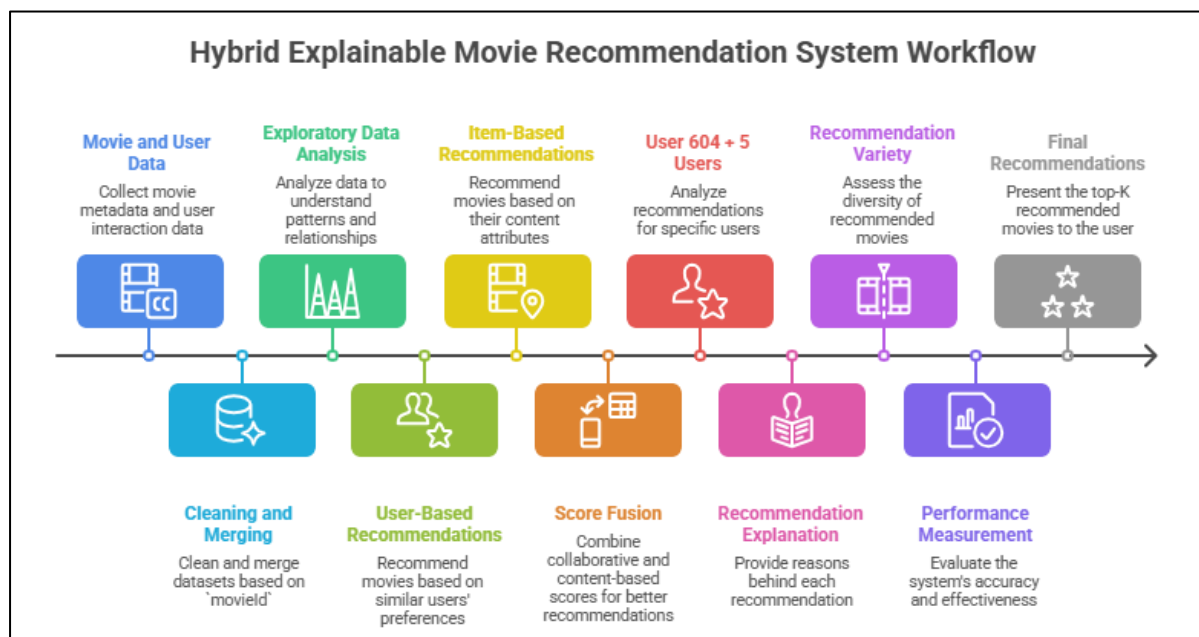 Hybrid Explainable Movie Recommendation System Workflow
Movie and User
Data
Collect movie
metadata and user
interaction data
Exploratory Data
Analysis
Analyze data to
understand
patterns and
relationships
Item-Based
Recommendations
Recommend
movies based on
their content
attributes
User 604 + 5
Users
Analyze
recommendations
for specific users
Recommendation
Variety
Assess the
diversity of
recommended
movies
Final
Recommendations
Present the top-K
recommended
movies to the user
CC
Cleaning and
Merging
Clean and merge
datasets based on
`movieId`
User-Based
Recommendations
Recommend
movies based on
similar users'
preferences
Score Fusion
Combine
collaborative and
content-based
scores for better
recommendations
Recommendation
Explanation
Provide reasons
behind each
recommendation
Performance
Measurement
Evaluate the
system's accuracy
and effectiveness